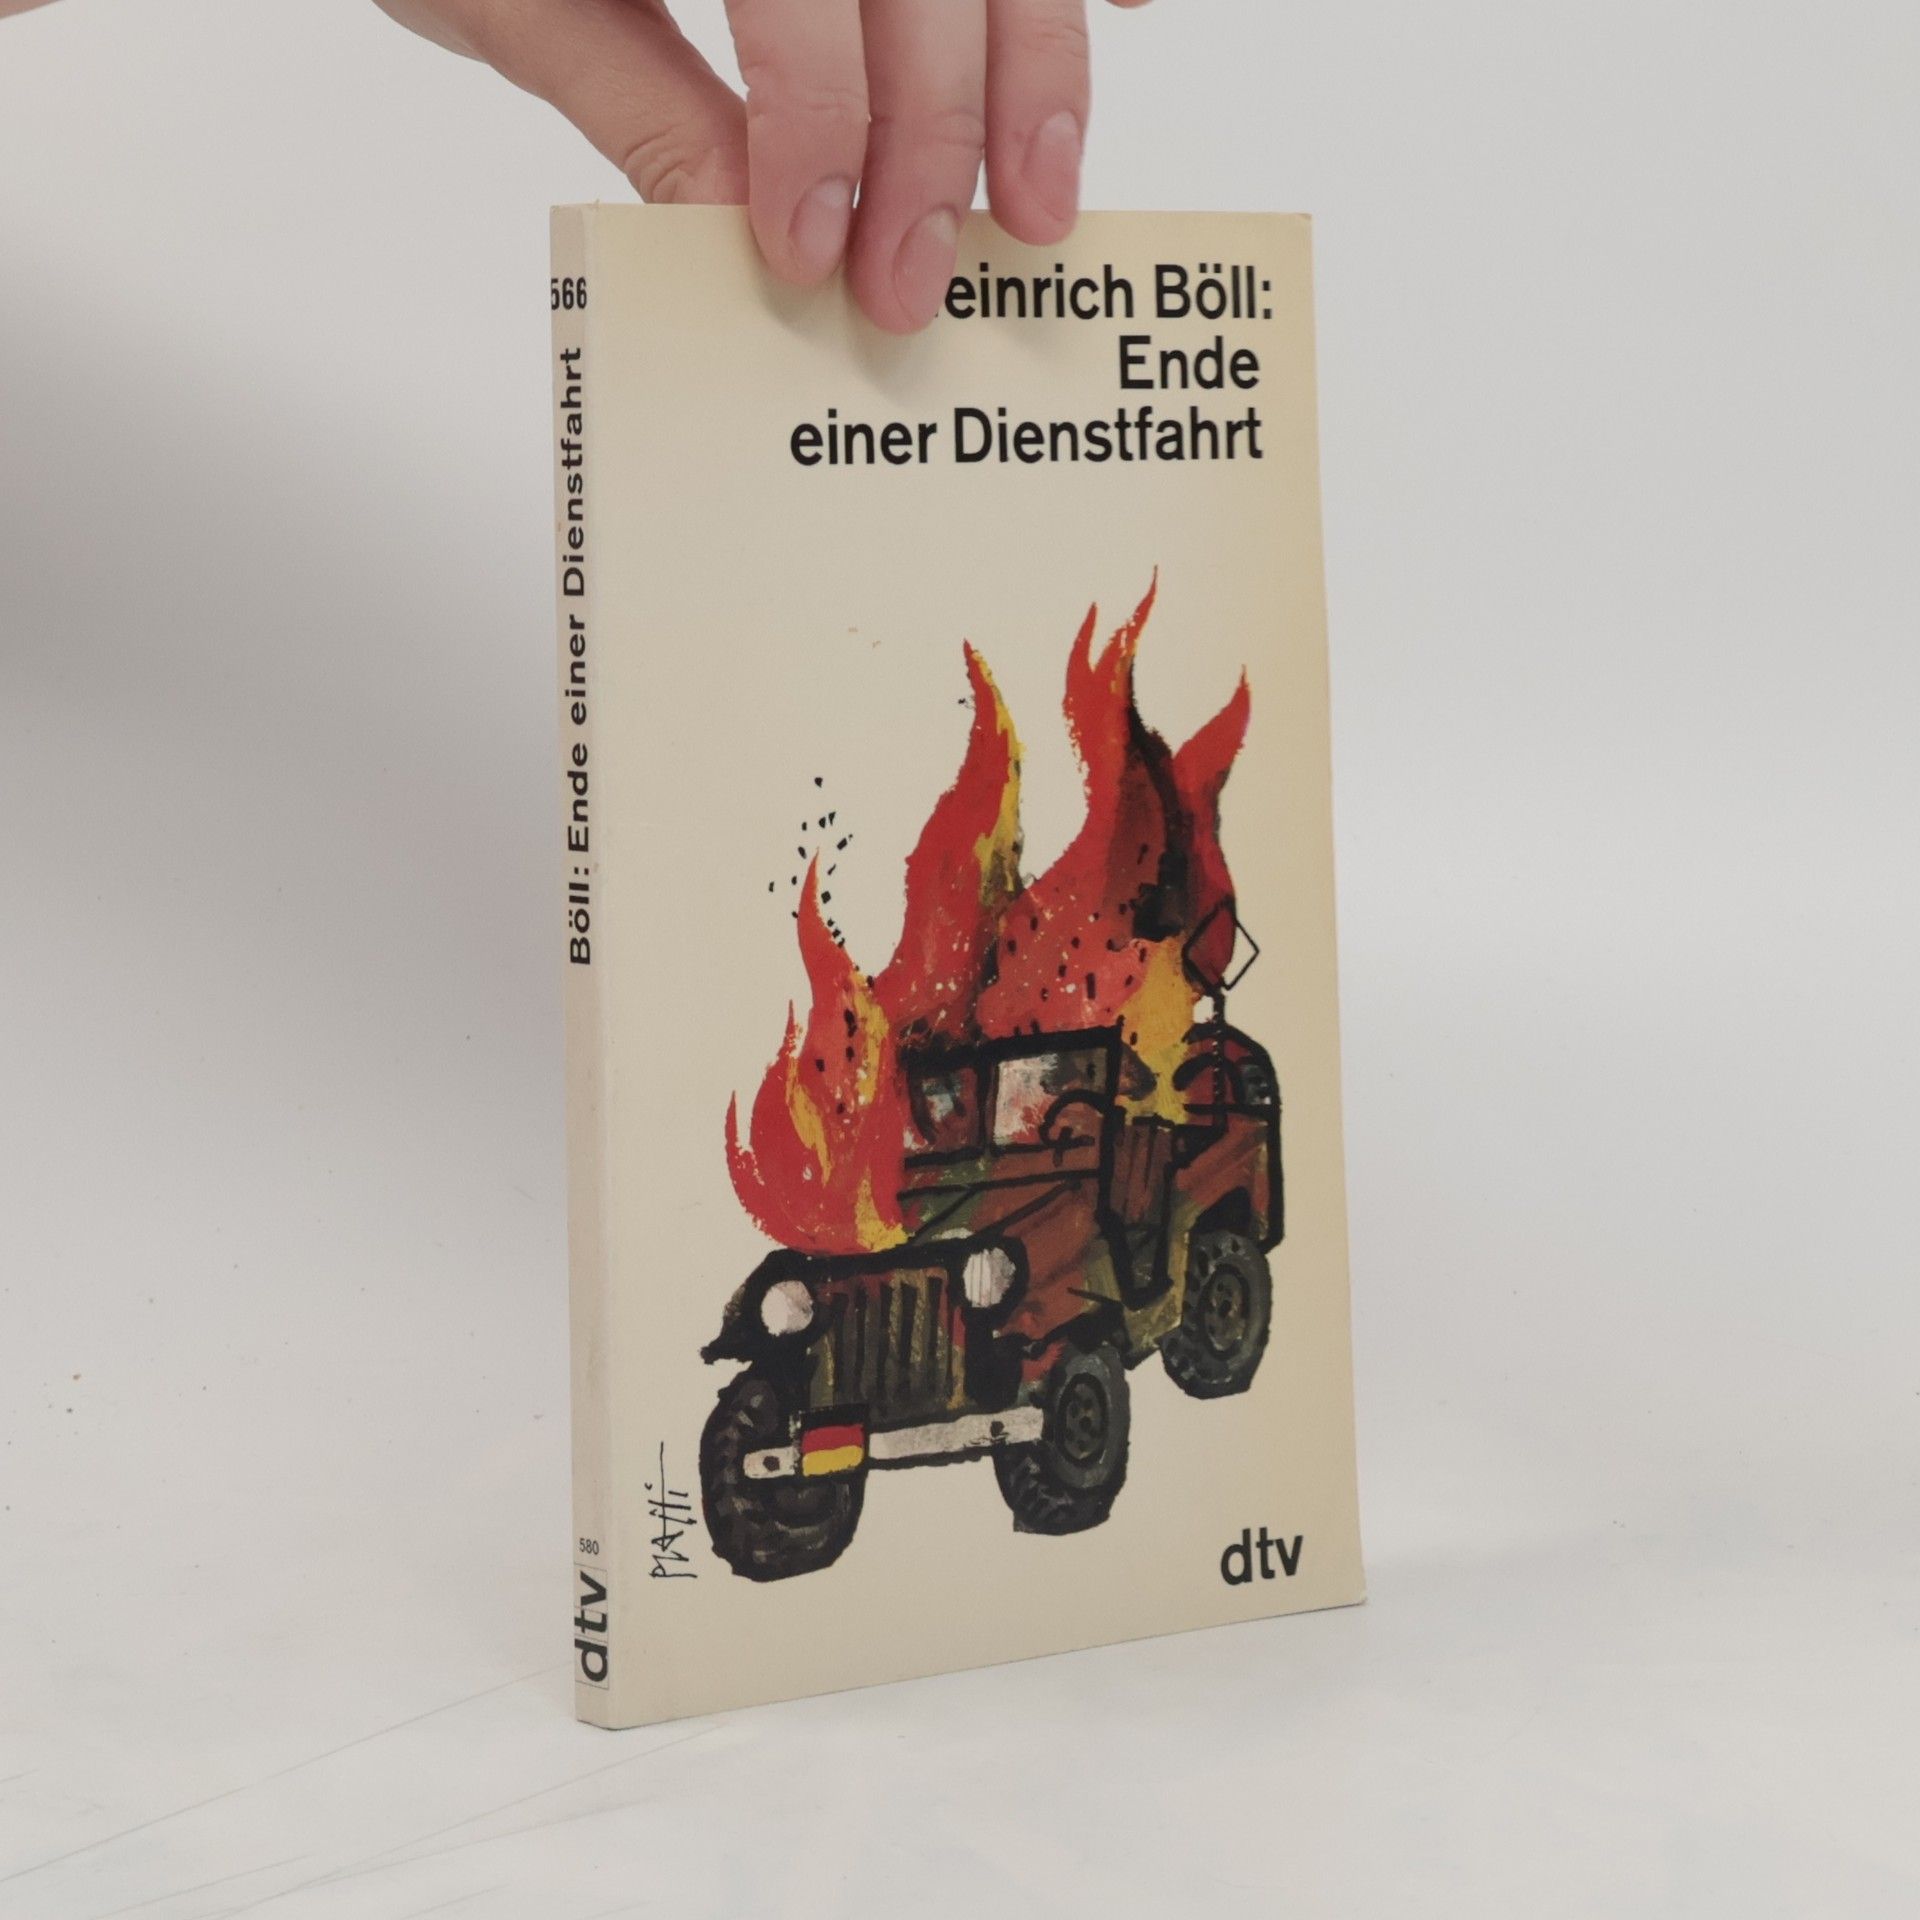 einrich Böll:
Ende
einer Dienstfahrt
dtv
566
Böll: Ende einer Dienstfahrt
580
dtv